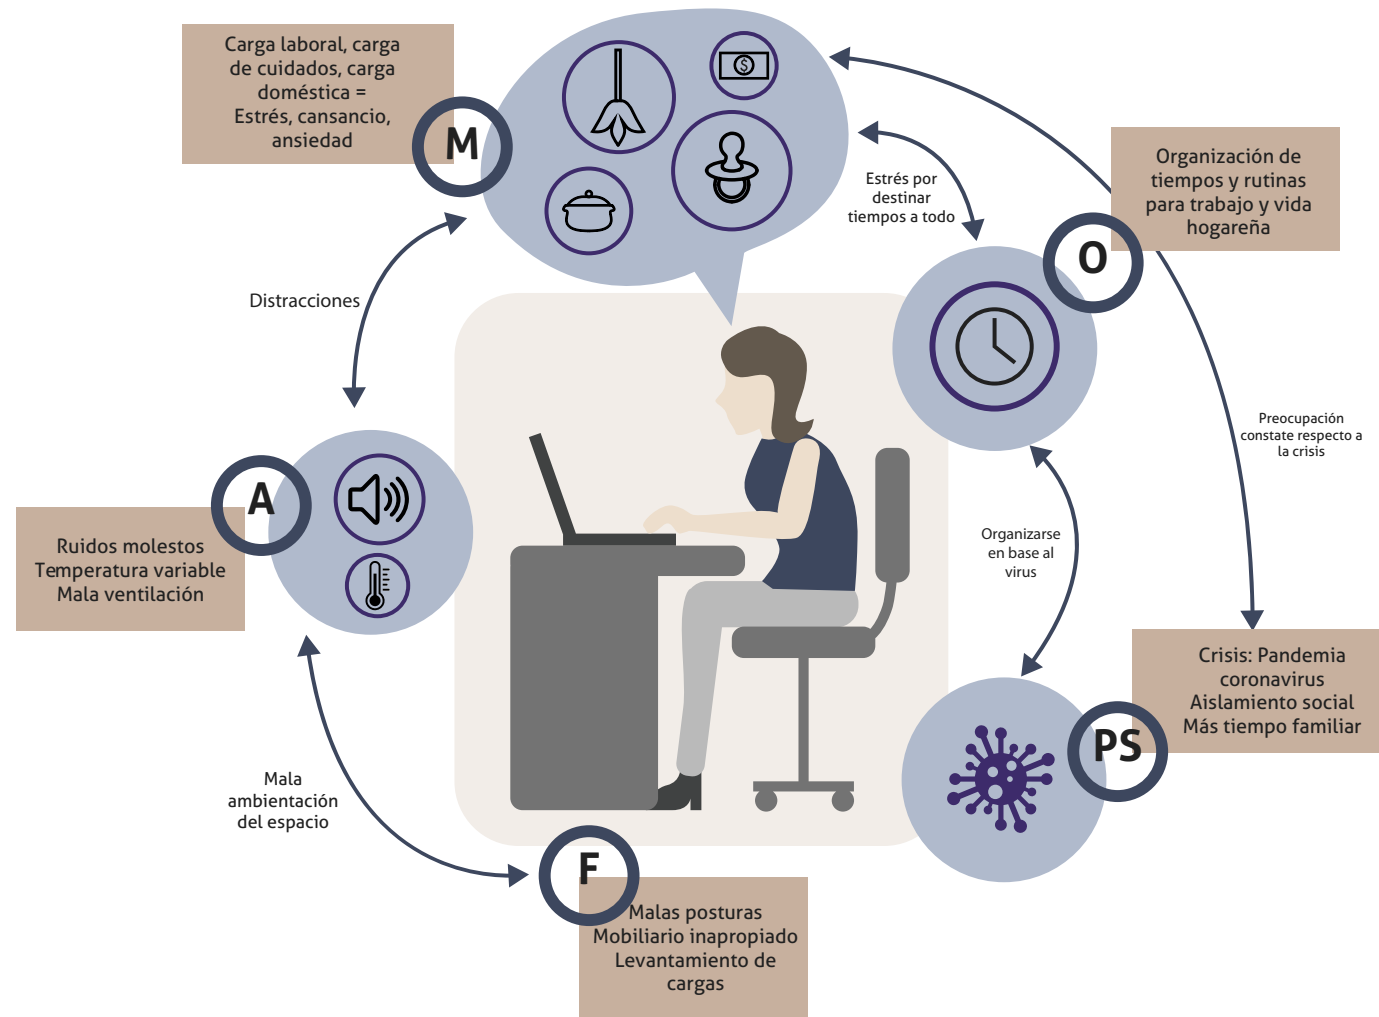 Carga laboral, carga
de cuidados, carga
doméstica =
Estrés, cansancio,
ansiedad
M
$
Estrés por
destinar
tiempos a todo
Organización de
tiempos y rutinas
para trabajo y vida
hogareña
O
Distracciones
A
Ruidos molestos
Temperatura variable
Mala ventilación
Preocupación
constate respecto a
la crisis
Organizarse
en base al
virus
Crisis: Pandemia
coronavirus
Aislamiento social
Más tiempo familiar
PS
Mala
ambientación
del espacio
F
Malas posturas
Mobiliario inapropiado
Levantamiento de
cargas